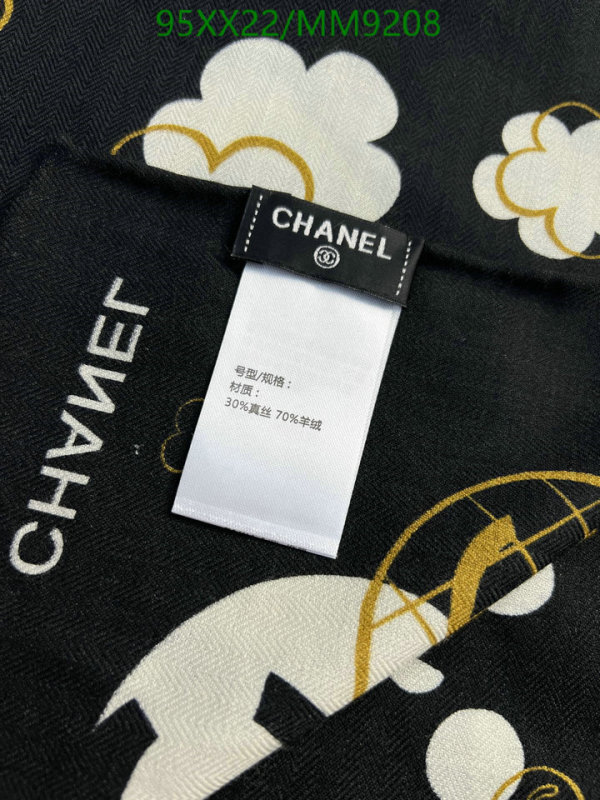 95XX22/MM9208
CHANEL
CHANEL
号型/规格：
材质：
30%真丝 70%羊绒